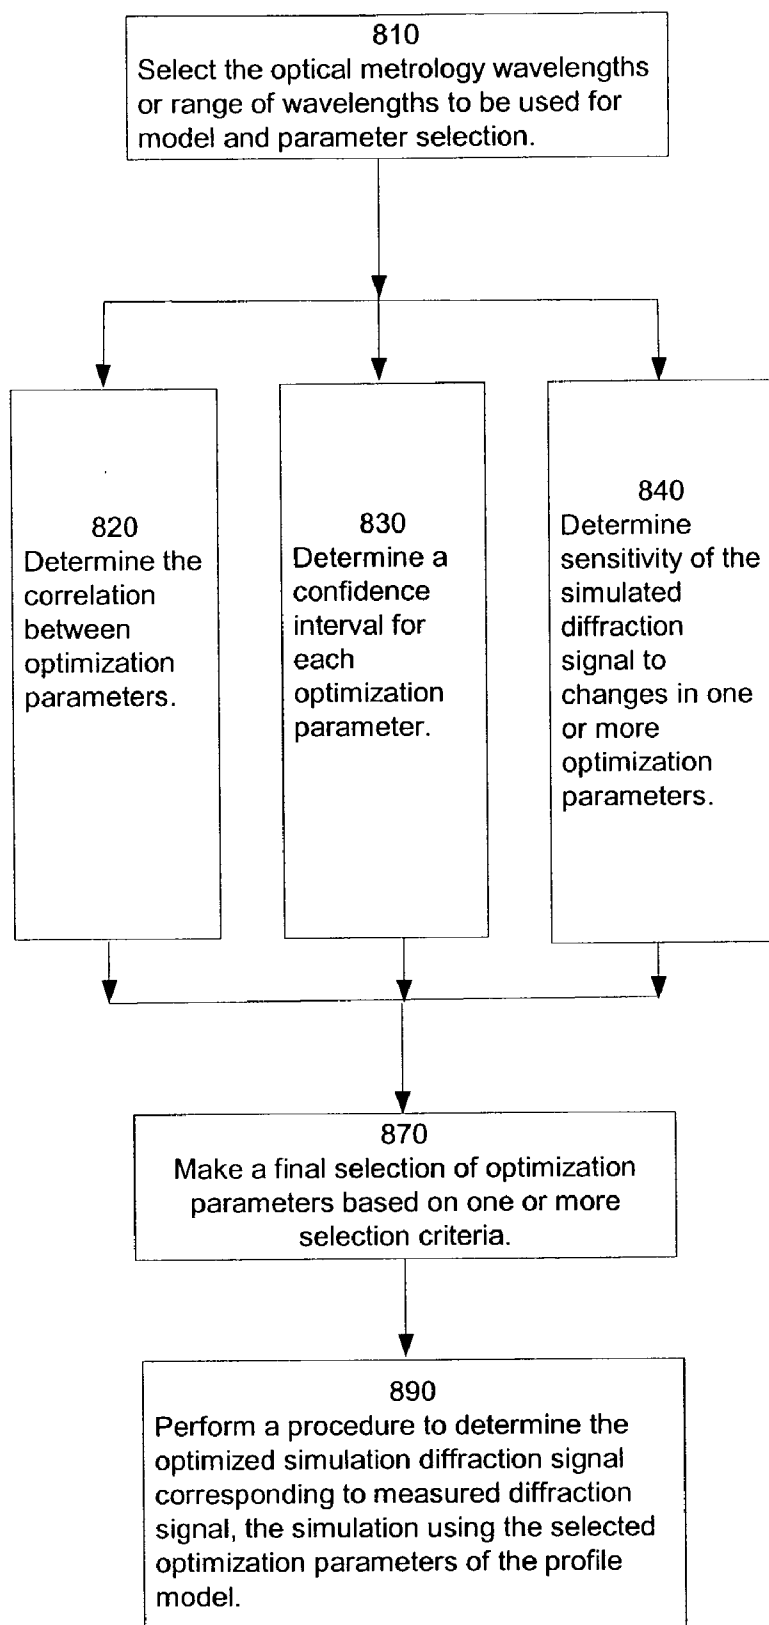 810
Select the optical metrology wavelengths
or range of wavelengths to be used for
model and parameter selection.
820
Determine the
correlation
between
optimization
parameters.
830
Determine a
confidence
interval for
each
optimization
parameter.
840
Determine
sensitivity of the
simulated
diffraction
signal to
changes in one
or more
optimization
parameters.
870
Make a final selection of optimization
parameters based on one or more
selection criteria.
890
Perform a procedure to determine the
optimized simulation diffraction signal
corresponding to measured diffraction
signal, the simulation using the selected
optimization parameters of the profile
model.